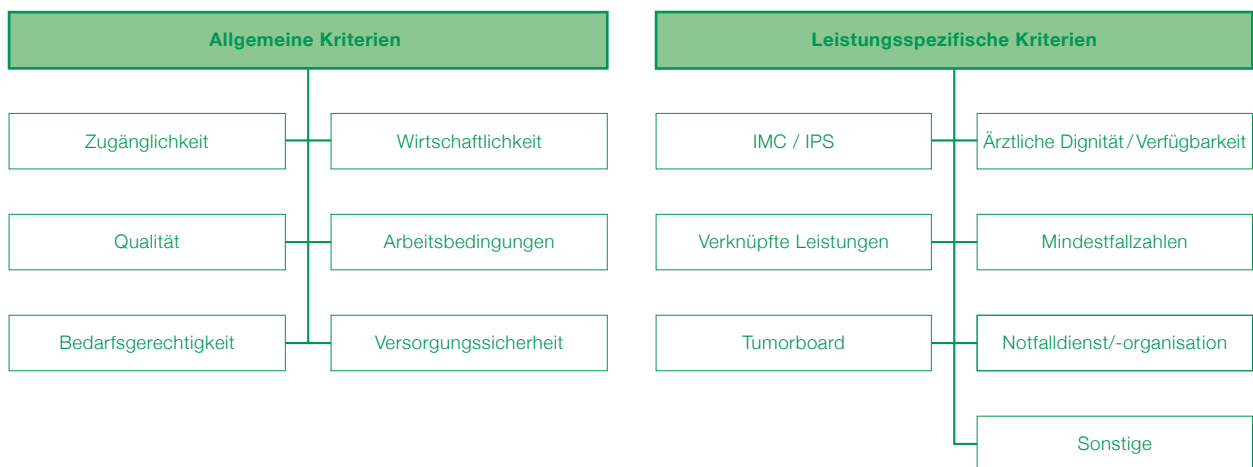 Allgemeine Kriterien
Zugänglichkeit
Wirtschaftlichkeit
Qualität
Arbeitsbedingungen
Bedarfsgerechtigkeit
Versorgungssicherheit
Leistungsspezifische Kriterien
IMC / IPS
Ärztliche Dignität / Verfügbarkeit
Verknüpfte Leistungen
Mindestfallzahlen
Tumorboard
Notfalldienst/-organisation
Sonstige